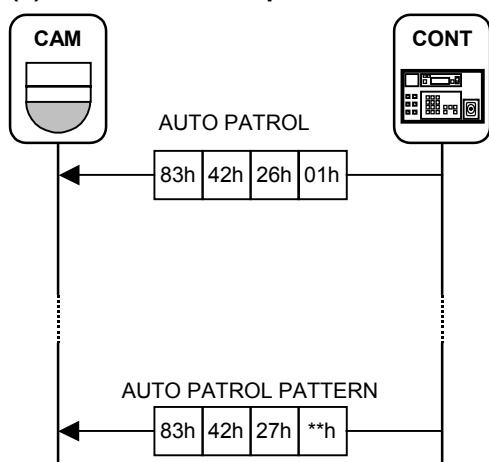 CAM CONT
AUTO PATROL
83h 42h 26h 01h
AUTO PATROL PATTERN
83h 42h 27h **h